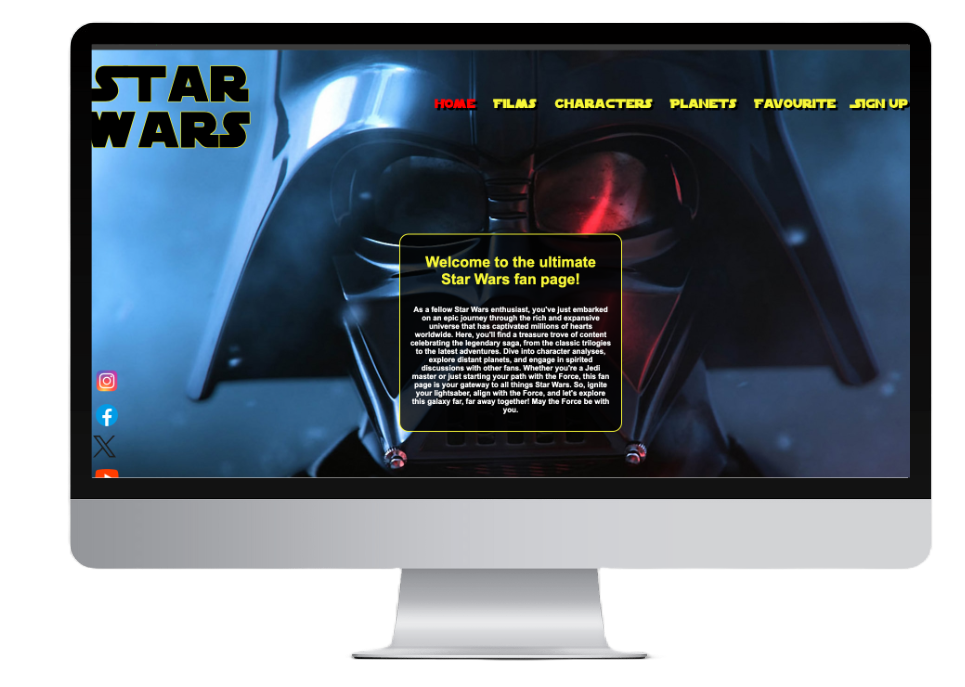 STAR
WARS
HOME FILMS CHARACTERS PLANETS FAVOURITE SIGN UP
Welcome to the ultimate
Star Wars fan page!
As a fellow Star Wars enthusiast, you've just embarked
on an epic journey through the rich and expansive
universe that has captivated millions of hearts
worldwide. Here, you'll find a treasure trove of content
celebrating the legendary saga, from the classic trilogies
to the latest adventures. Dive into character analyses,
explore distant planets, and engage in spirited
discussions with other fans. Whether you're a Jedi
master or just starting your path with the Force, this fan
page is your gateway to all things Star Wars. So, ignite
your lightsaber, align with the Force, and let's explore
this galaxy far, far away together! May the Force be with
you.